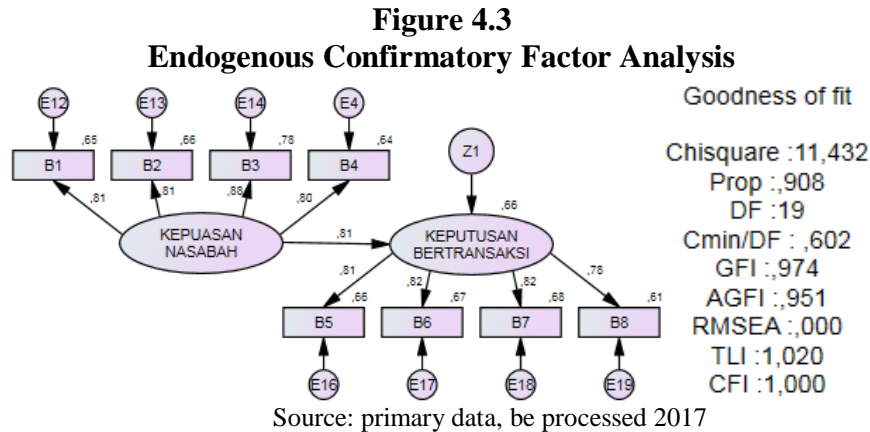 Figure 4.3
Endogenous Confirmatory Factor Analysis
E12 E13 E14 E4
,65 ,66 ,78 ,64
B1 B2 B3 B4
,81 ,81 ,88 ,80
KEPUASAN
NASABAH
,81
Z1
,66
KEPUTUSAN
BERTRANSAKSI
,81 ,82 ,82 ,78
,66 ,67 ,68 ,61
B5 B6 B7 B8
E16 E17 E18 E19
Goodness of fit
Chisquare :11,432
Prop :,908
DF :19
Cmin/DF : ,602
GFI :,974
AGFI :,951
RMSEA :,000
TLI :1,020
CFI :1,000
Source: primary data, be processed 2017